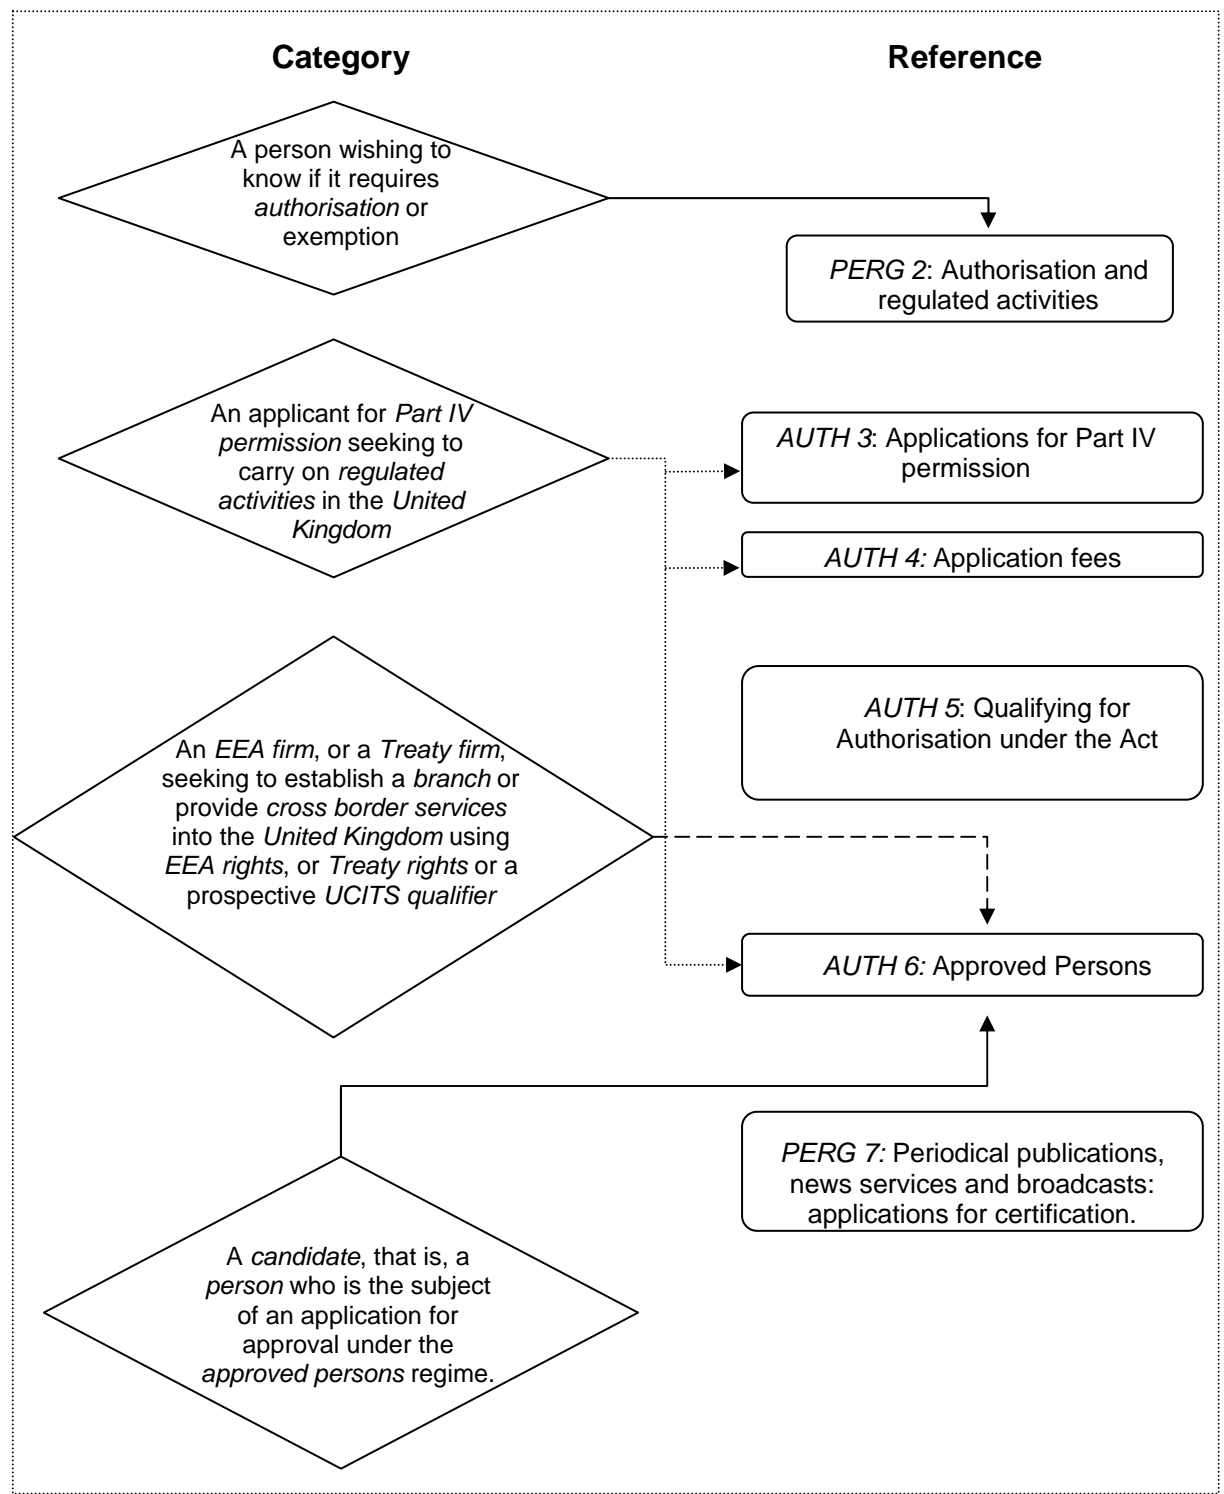 Category
Reference
A person wishing to
know if it requires
authorisation or
exemption
PERG 2: Authorisation and
regulated activities
An applicant for Part IV
permission seeking to
carry on regulated
activities in the United
Kingdom
AUTH 3: Applications for Part IV
permission
AUTH 4: Application fees
AUTH 5: Qualifying for
Authorisation under the Act
An EEA firm, or a Treaty firm,
seeking to establish a branch or
provide cross border services
into the United Kingdom using
EEA rights, or Treaty rights or a
prospective UCITS qualifier
AUTH 6: Approved Persons
PERG 7: Periodical publications,
news services and broadcasts:
applications for certification.
A candidate, that is, a
person who is the subject
of an application for
approval under the
approved persons regime.